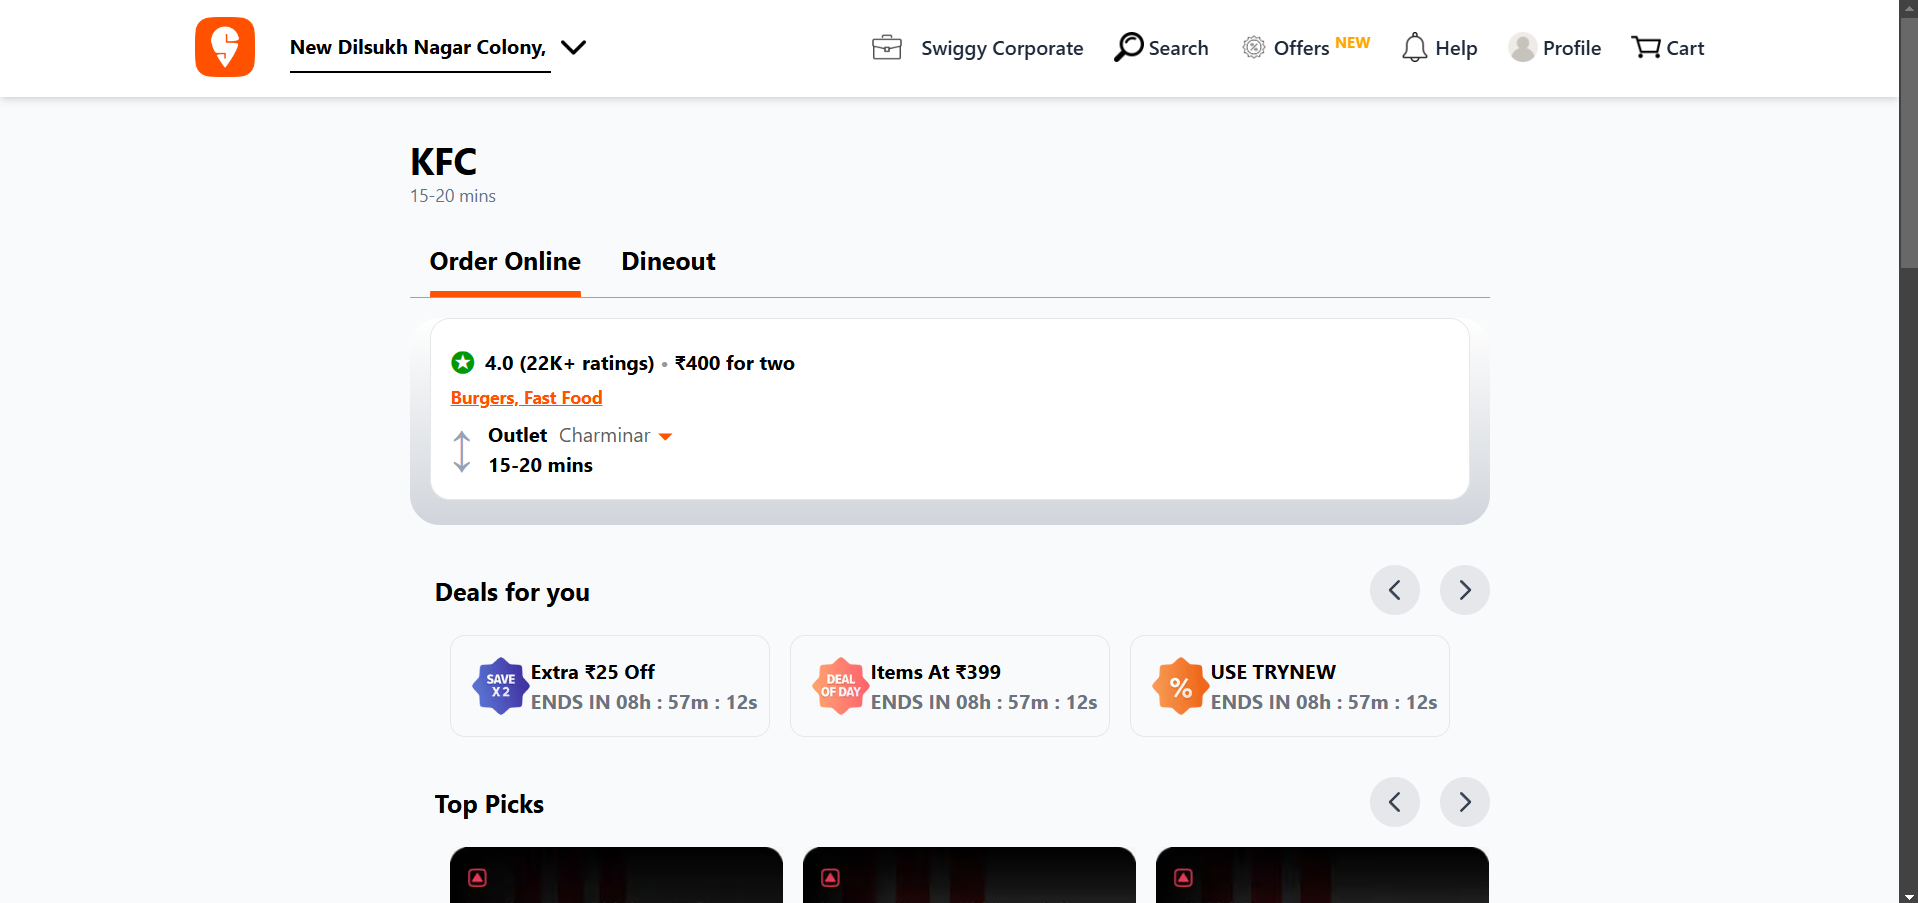 New Dilsukh Nagar Colony,
Swiggy Corporate
Search
Offers NEW
Help
Profile
Cart
KFC
15-20 mins
Order Online
Dineout
4.0 (22K+ ratings) • ₹400 for two
Burgers, Fast Food
Outlet Charminar
15-20 mins
Deals for you
SAVE
X 2
Extra ₹25 Off
ENDS IN 08h : 57m : 12s
DEAL
OF DAY
Items At ₹399
ENDS IN 08h : 57m : 12s
%
USE TRYNEW
ENDS IN 08h : 57m : 12s
Top Picks